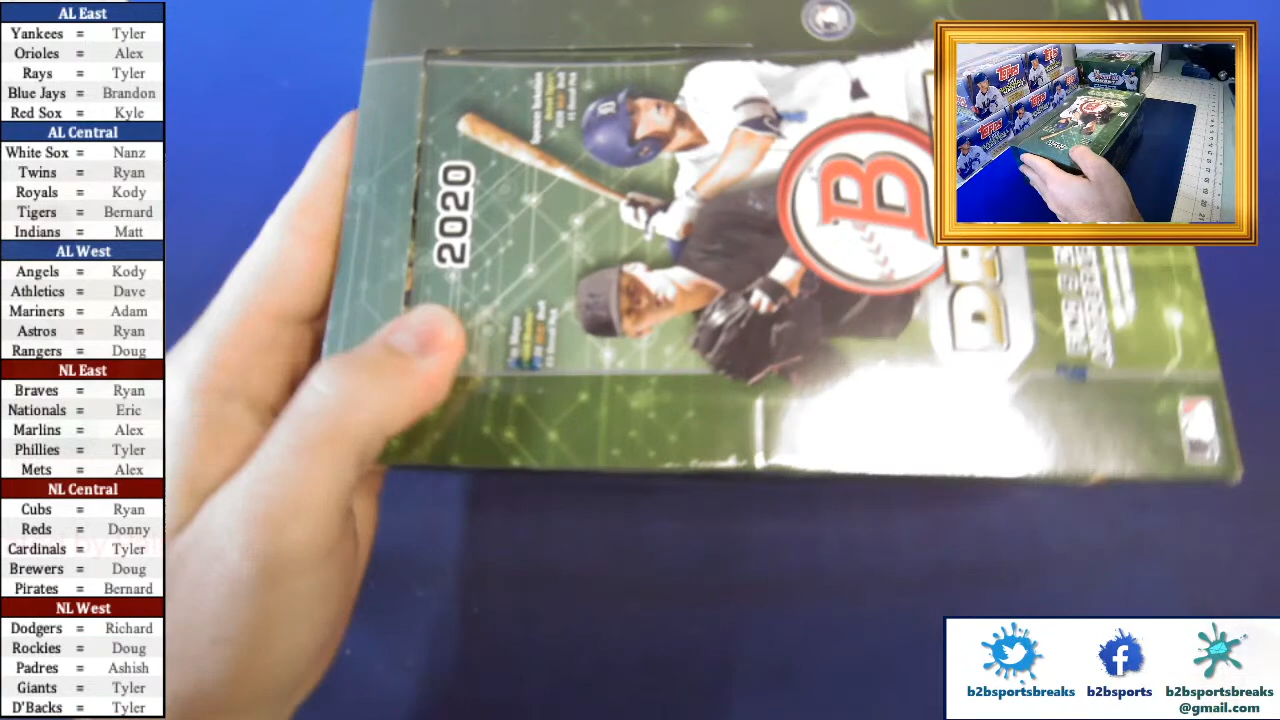 AL East
Yankees = Tyler
Orioles = Alex
Rays = Tyler
Blue Jays = Brandon
Red Sox = Kyle
AL Central
White Sox = Nanz
Twins = Ryan
Royals = Kody
Tigers = Bernard
Indians = Matt
AL West
Angels = Kody
Athletics = Dave
Mariners = Adam
Astros = Ryan
Rangers = Doug
NL East
Braves = Ryan
Nationals = Eric
Marlins = Alex
Phillies = Tyler
Mets = Alex
NL Central
Cubs = Ryan
Reds = Donny
Cardinals = Tyler
Brewers = Doug
Pirates = Bernard
NL West
Dodgers = Richard
Rockies = Doug
Padres = Ashish
Giants = Tyler
D'Backs = Tyler
2020
B
b2bsportsbreaks
b2bsports
b2bsportsbreaks
@gmail.com